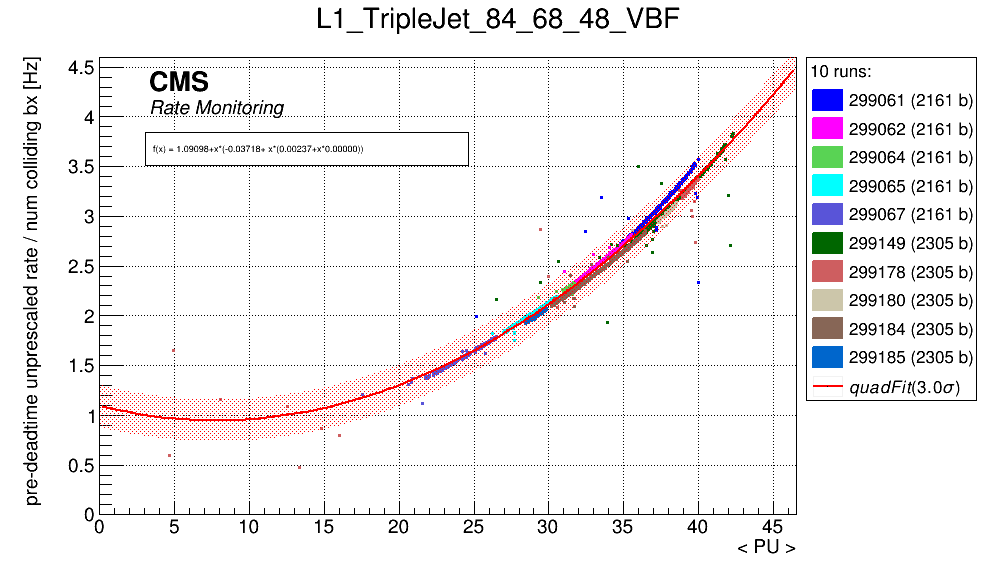 L1_TripleJet_84_68_48_VBF
pre-deadtime unprescaled rate / num colliding bx [Hz]
CMS
Rate Monitoring
f(x) = 1.09098+x*(-0.03718+ x*(0.00237+x*0.00000))
4.5
4
3.5
3
2.5
2
1.5
1
0.5
0
0 5 10 15 20 25 30 35 40 45
< PU >
10 runs:
299061 (2161 b)
299062 (2161 b)
299064 (2161 b)
299065 (2161 b)
299067 (2161 b)
299149 (2305 b)
299178 (2305 b)
299180 (2305 b)
299184 (2305 b)
299185 (2305 b)
quadFit(3.0σ)